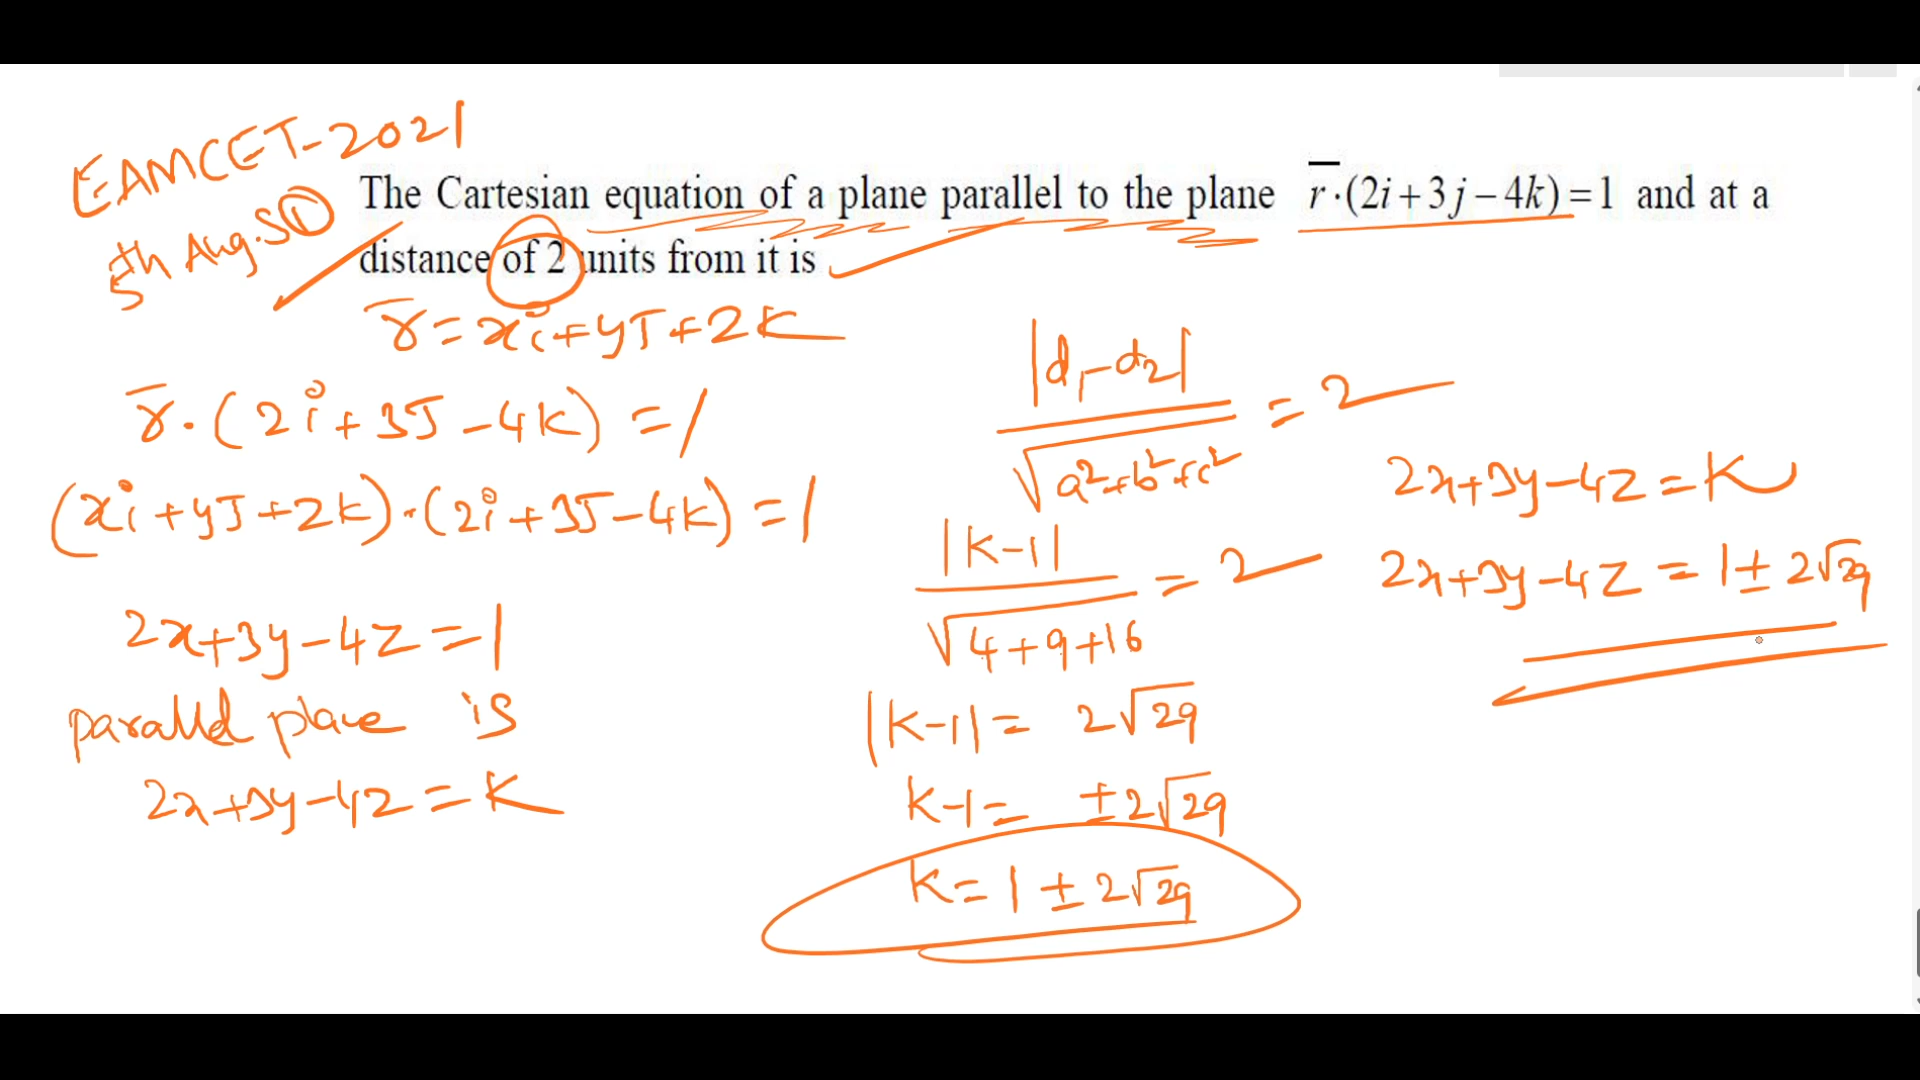 EAMCET-2021
5th Aug. S①
The Cartesian equation of a plane parallel to the plane r̅·(2i+3j−4k)=1 and at a
distance of 2 units from it is
r̅ = xi+yJ+zK
r̅·(2i+3J−4K) = 1
(xi+yJ+zk)·(2i+3J−4k) = 1
2x+3y−4z = 1
parallel plane is
2x+3y−4z = K
|d₁−d₂| / √a²+b²+c² = 2
|K−1| / √4+9+16 = 2
|K−1| = 2√29
K−1 = ±2√29
K = 1 ± 2√29
2x+3y−4z = K
2x+3y−4z = 1 ± 2√29